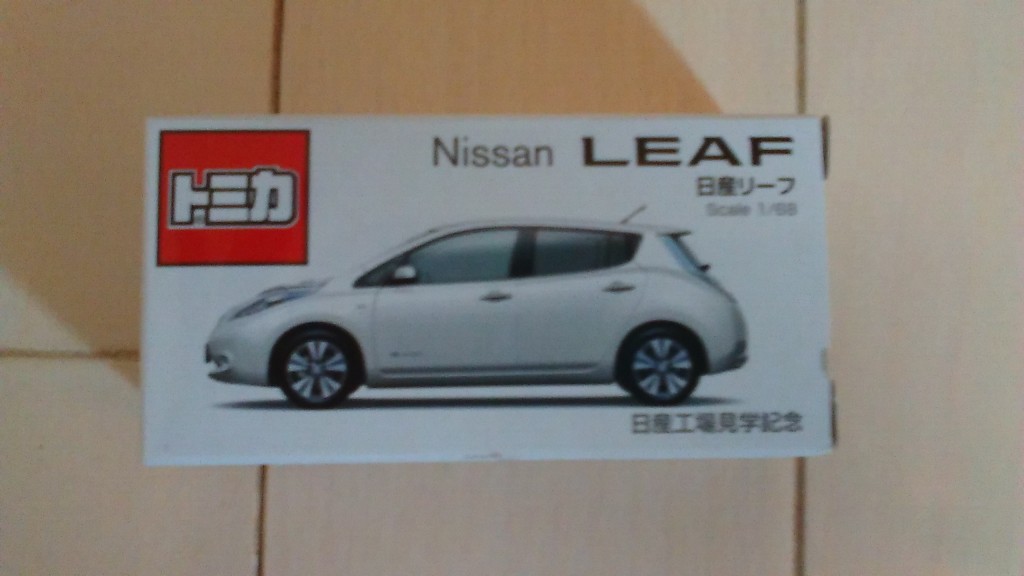 トミカ
Nissan LEAF
日産リーフ
Scale 1/68
日産工場見学記念